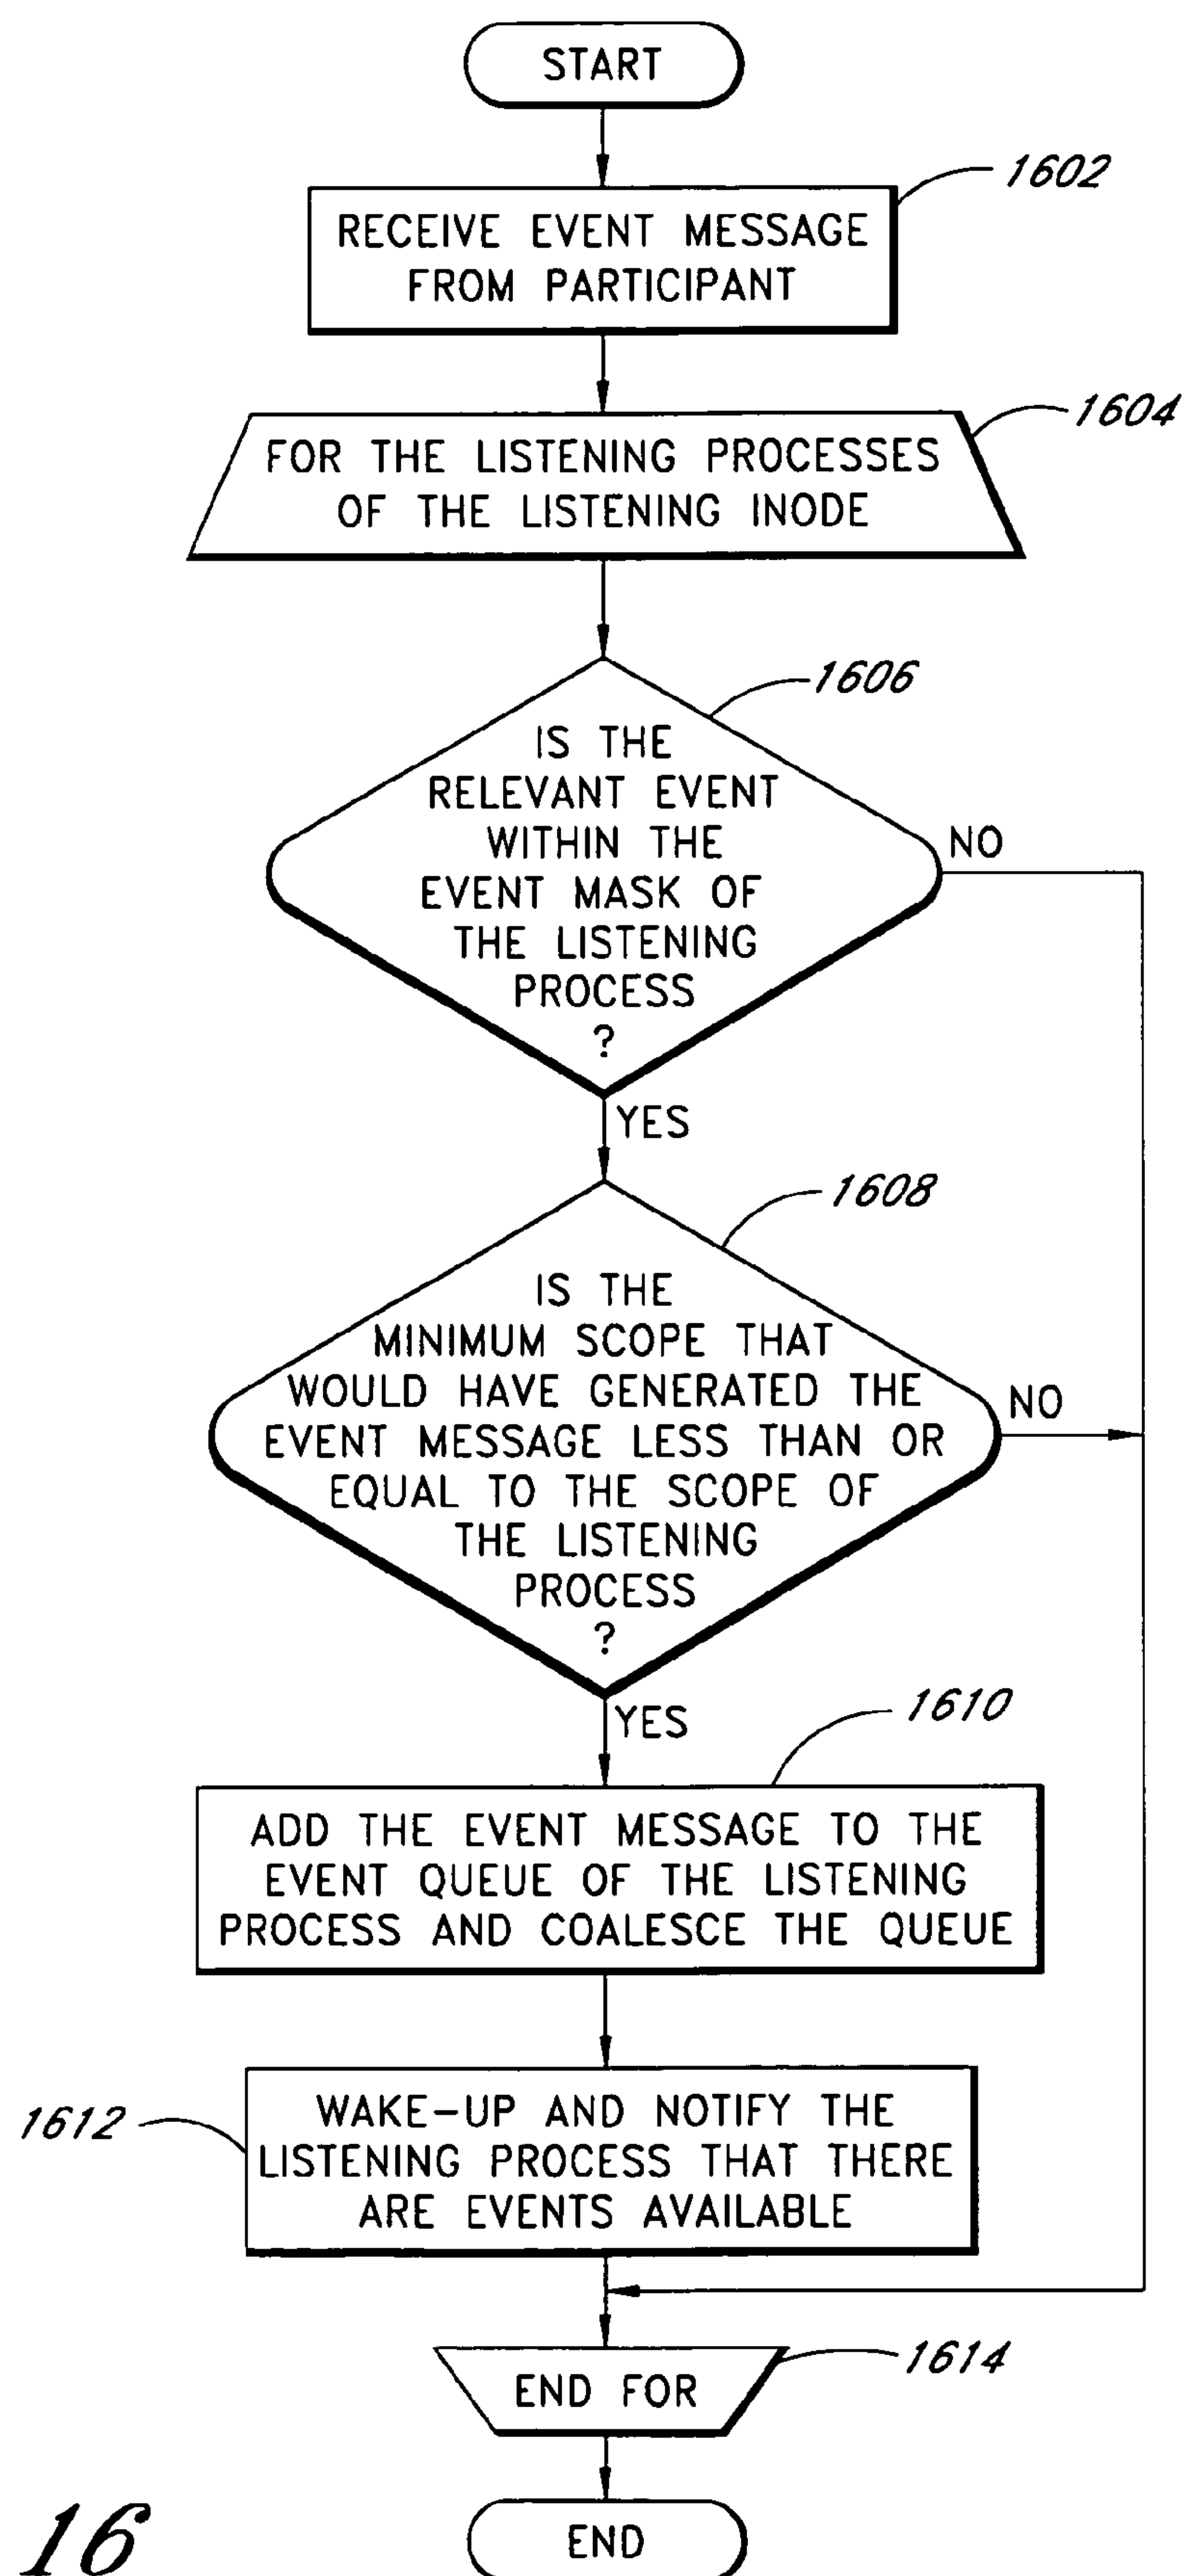 START
1602
RECEIVE EVENT MESSAGE
FROM PARTICIPANT
1604
FOR THE LISTENING PROCESSES
OF THE LISTENING INODE
1606
IS THE
RELEVANT EVENT
WITHIN THE
EVENT MASK OF
THE LISTENING
PROCESS
?
NO
YES
1608
IS THE
MINIMUM SCOPE THAT
WOULD HAVE GENERATED THE
EVENT MESSAGE LESS THAN OR
EQUAL TO THE SCOPE OF
THE LISTENING
PROCESS
?
NO
YES
1610
ADD THE EVENT MESSAGE TO THE
EVENT QUEUE OF THE LISTENING
PROCESS AND COALESCE THE QUEUE
1612
WAKE-UP AND NOTIFY THE
LISTENING PROCESS THAT THERE
ARE EVENTS AVAILABLE
1614
END FOR
END
16